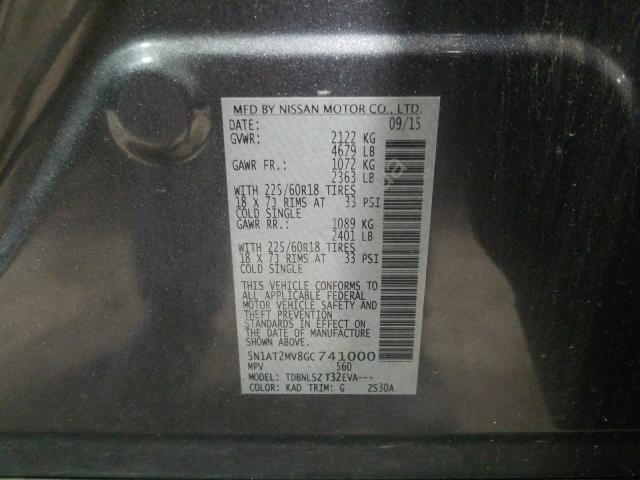 MFD BY NISSAN MOTOR CO., LTD.
DATE: 09/15
GVWR: 2122 KG
4679 LB
GAWR FR.: 1072 KG
2363 LB
WITH 225/60R18 TIRES
18 X 7J RIMS AT 33 PSI
COLD SINGLE
GAWR RR.: 1089 KG
2401 LB
WITH 225/60R18 TIRES
18 X 7J RIMS AT 33 PSI
COLD SINGLE
THIS VEHICLE CONFORMS TO
ALL APPLICABLE FEDERAL
MOTOR VEHICLE SAFETY AND
THEFT PREVENTION
STANDARDS IN EFFECT ON
THE DATE OF MANUFACTURE
SHOWN ABOVE.
5N1AT2MV8GC741000
MPV 560
MODEL: TDBNLSZ T32EVA---
COLOR: KAD TRIM: G ZS30A